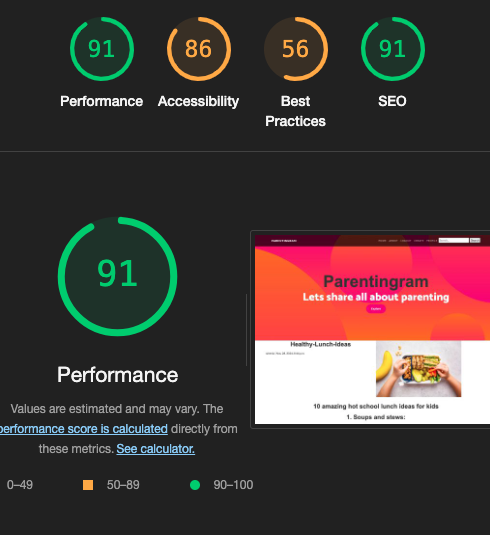 91
86
56
91
Performance
Accessibility
Best
Practices
SEO
91
Performance
Values are estimated and may vary. The
performance score is calculated directly from
these metrics. See calculator.
0–49
50–89
90–100
Parentingram
Lets share all about parenting
Healthy-Lunch-Ideas
10 amazing hot school lunch ideas for kids
1. Soups and stews: